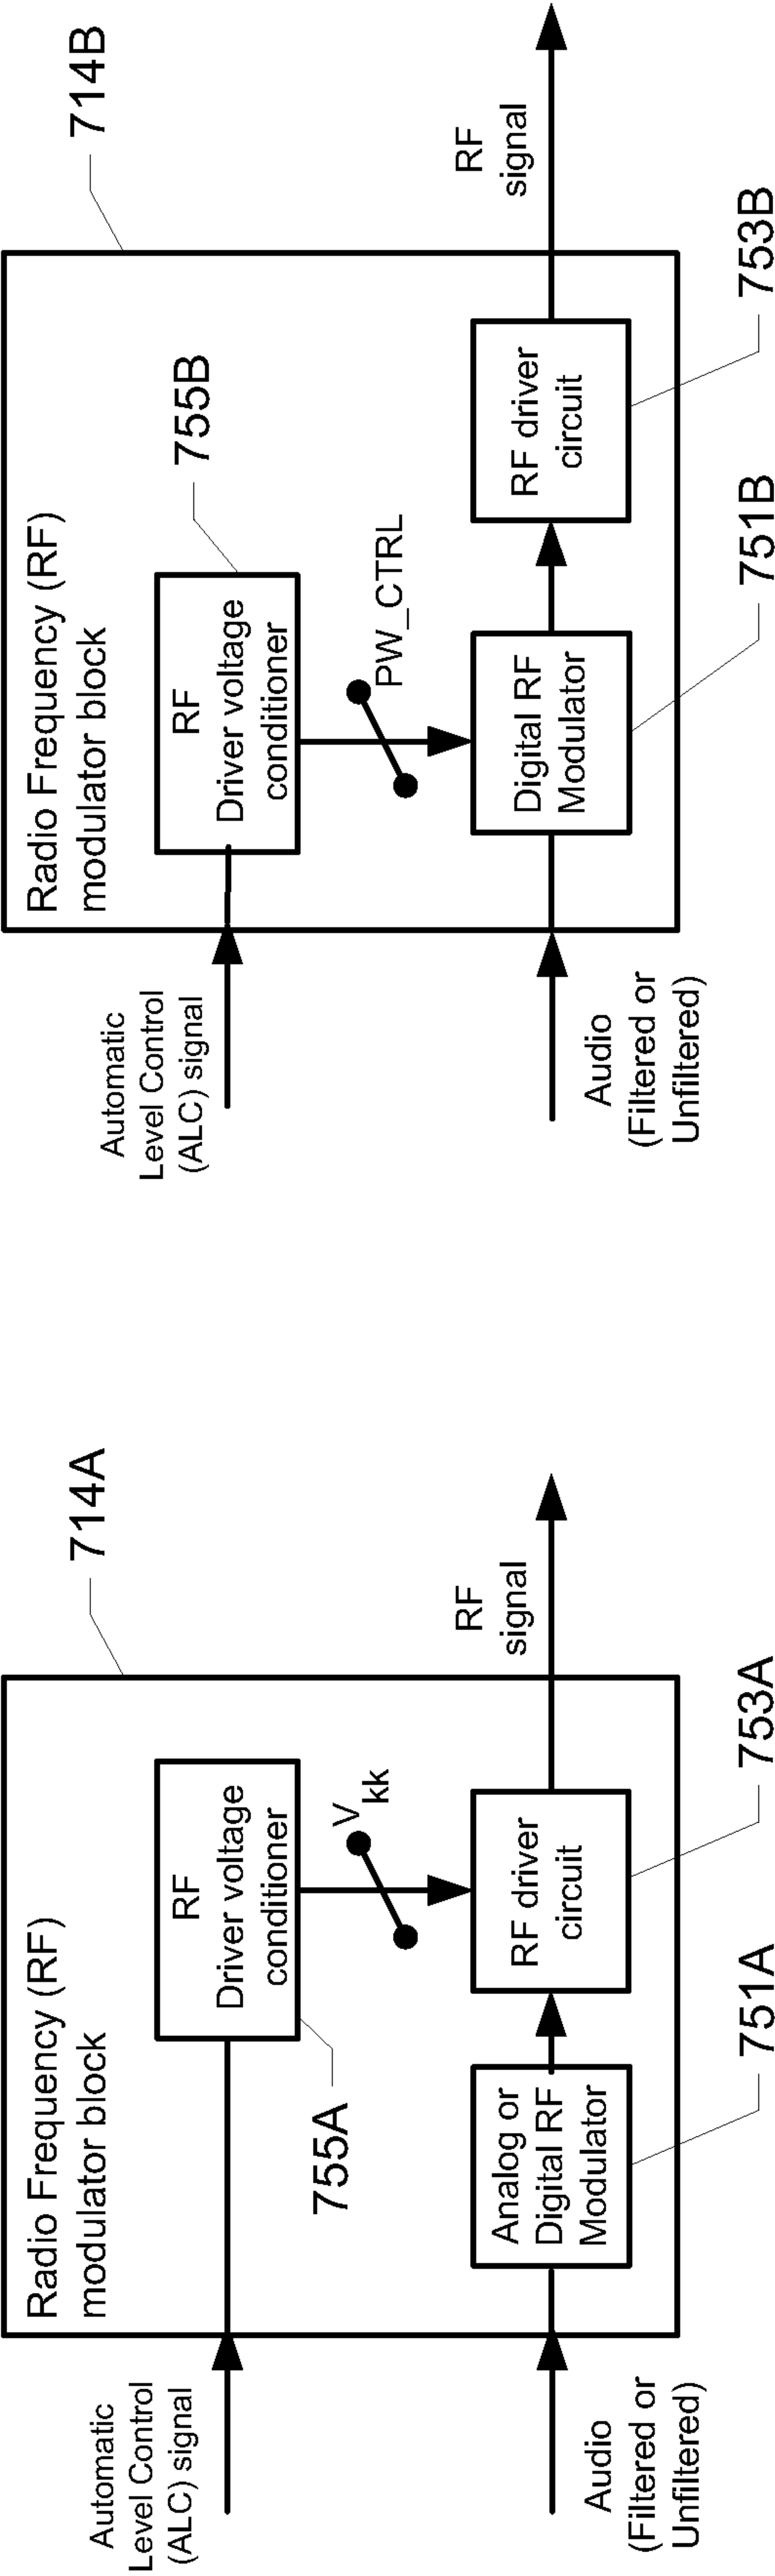 714A
Radio Frequency (RF)
modulator block
Automatic
Level Control
(ALC) signal
RF
Driver voltage
conditioner
755A
V
kk
Audio
(Filtered or
Unfiltered)
Analog or
Digital RF
Modulator
RF driver
circuit
RF
signal
751A
753A
714B
Radio Frequency (RF)
modulator block
Automatic
Level Control
(ALC) signal
RF
Driver voltage
conditioner
755B
PW_CTRL
Audio
(Filtered or
Unfiltered)
Digital RF
Modulator
RF driver
circuit
RF
signal
751B
753B